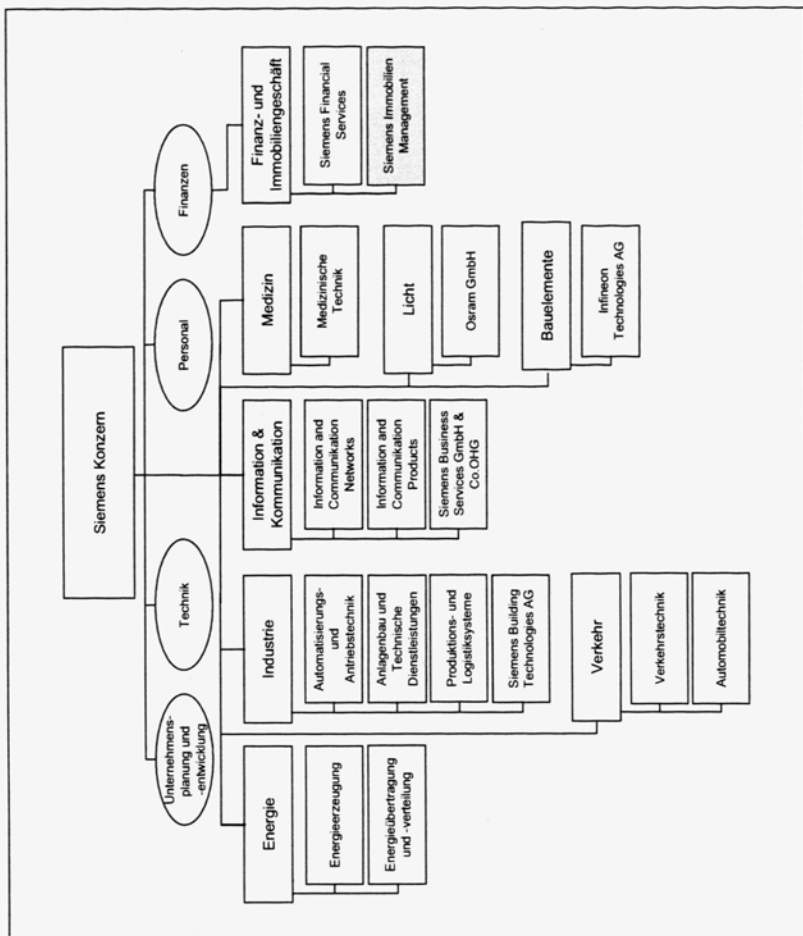 Siemens Konzern
Unternehmens-
planung und
-entwicklung
Technik
Personal
Finanzen
Energie
Energieerzeugung
Energieübertragung
und -verteilung
Industrie
Automatisierungs-
und
Antriebstechnik
Anlagenbau und
Technische
Dienstleistungen
Produktions- und
Logistiksysteme
Siemens Building
Technologies AG
Verkehr
Verkehrstechnik
Automobiltechnik
Information &
Kommunikation
Information and
Communikation
Networks
Information and
Communikation
Products
Siemens Business
Services GmbH &
Co.OHG
Medizin
Medizinische
Technik
Licht
Osram GmbH
Bauelemente
Infineon
Technologies AG
Finanz- und
Immobiliengeschäft
Siemens Financial
Services
Siemens Immobilien
Management